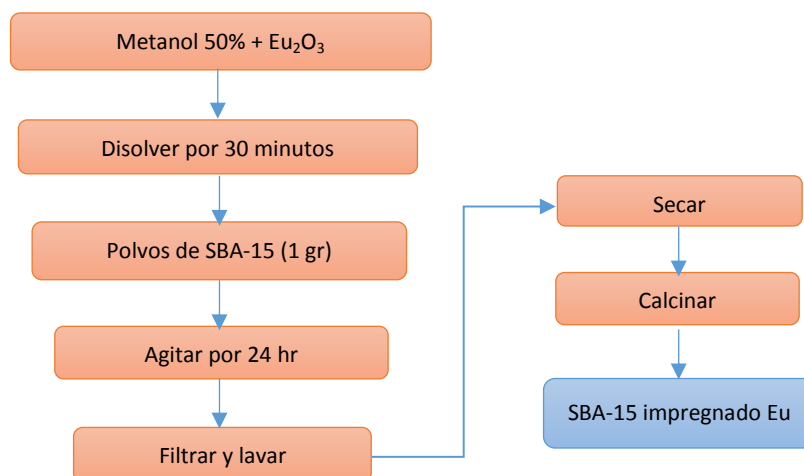 Metanol 50% + Eu₂O₃
Disolver por 30 minutos
Polvos de SBA-15 (1 gr)
Agitar por 24 hr
Filtrar y lavar
Secar
Calcinar
SBA-15 impregnado Eu